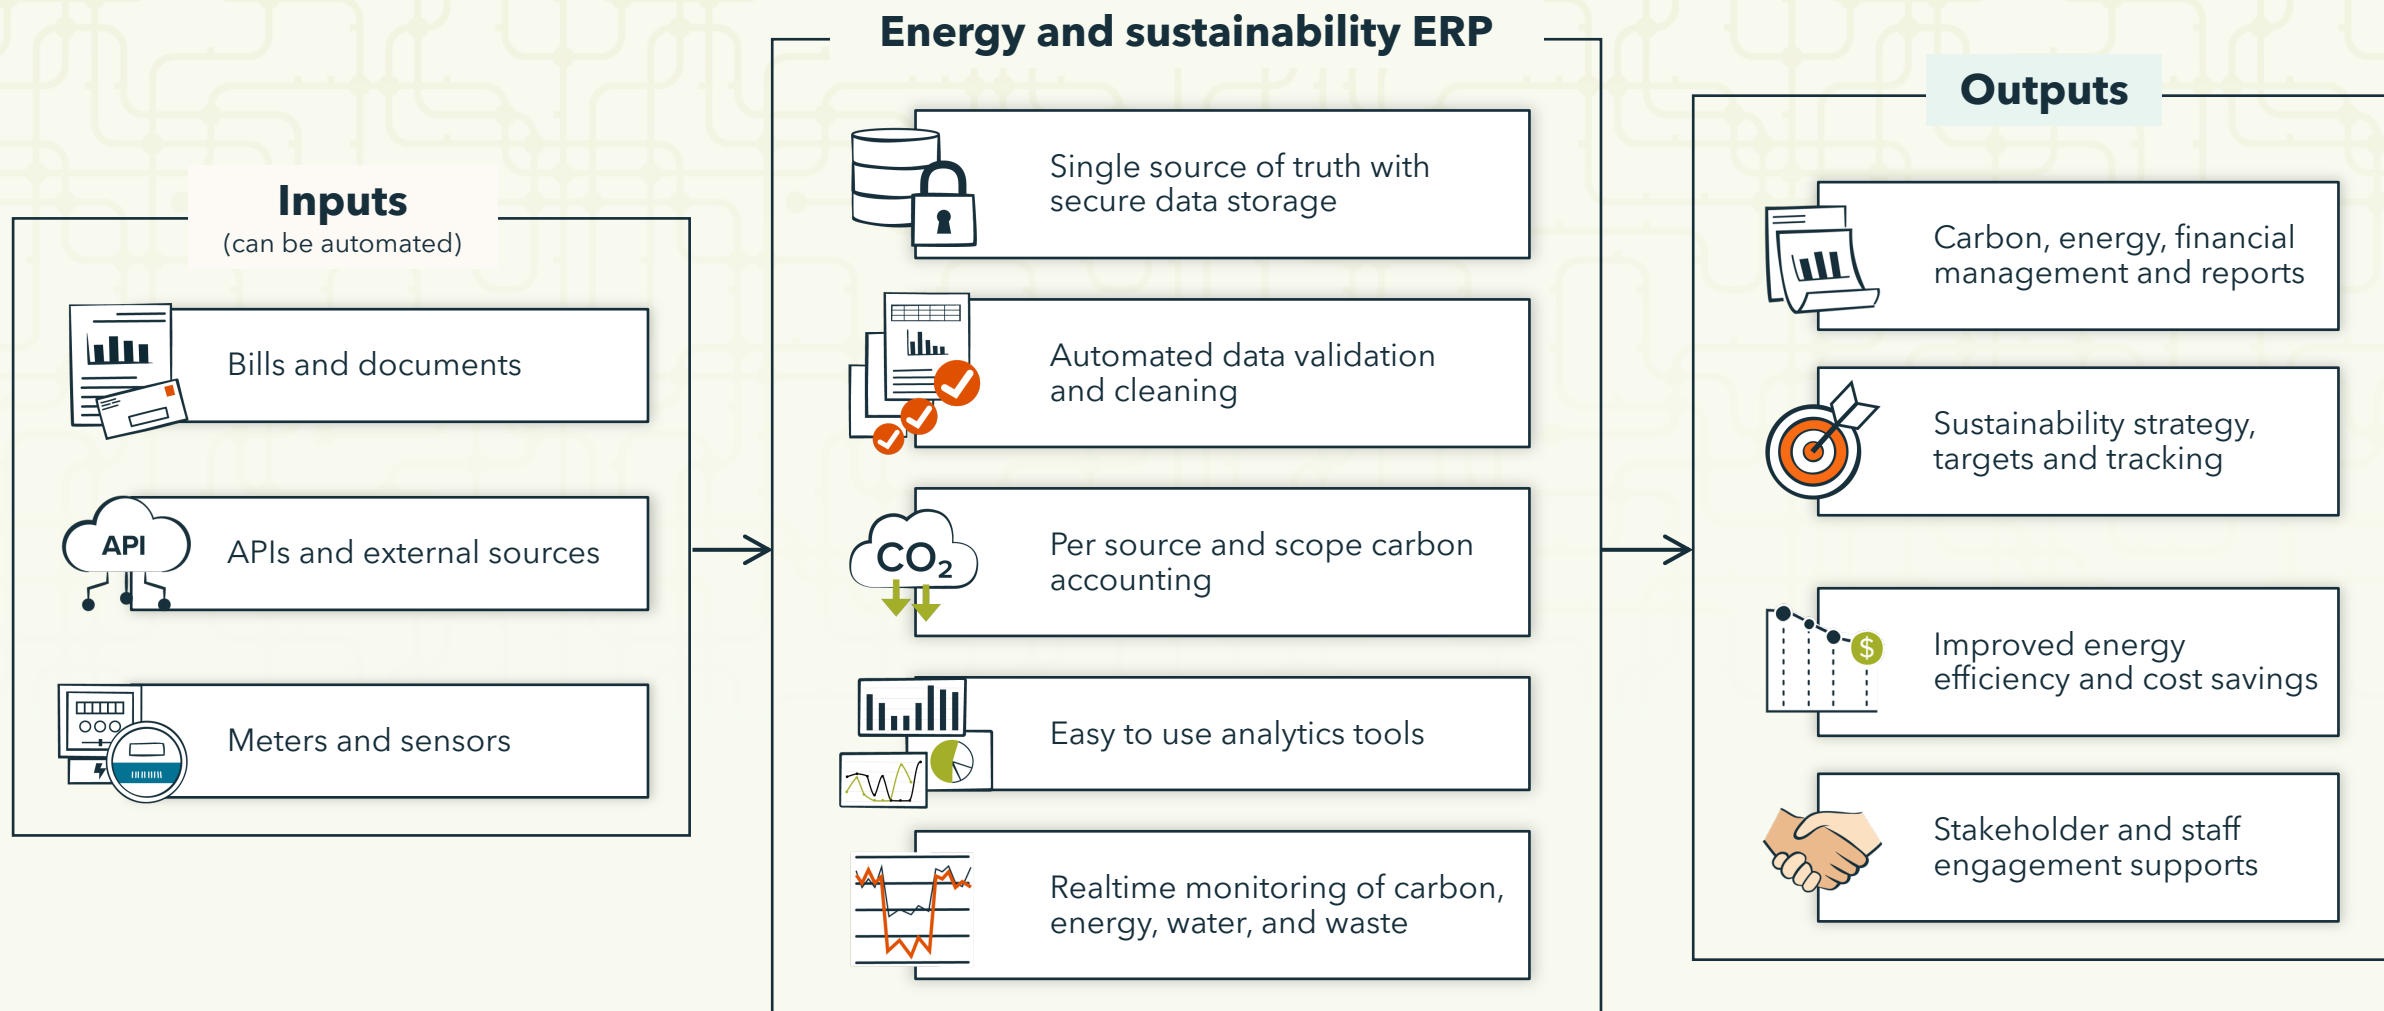 Energy and sustainability ERP
Inputs
(can be automated)
Bills and documents
API
APIs and external sources
Meters and sensors
Single source of truth with
secure data storage
Automated data validation
and cleaning
CO₂
Per source and scope carbon
accounting
Easy to use analytics tools
Realtime monitoring of carbon,
energy, water, and waste
Outputs
Carbon, energy, financial
management and reports
Sustainability strategy,
targets and tracking
$
Improved energy
efficiency and cost savings
Stakeholder and staff
engagement supports